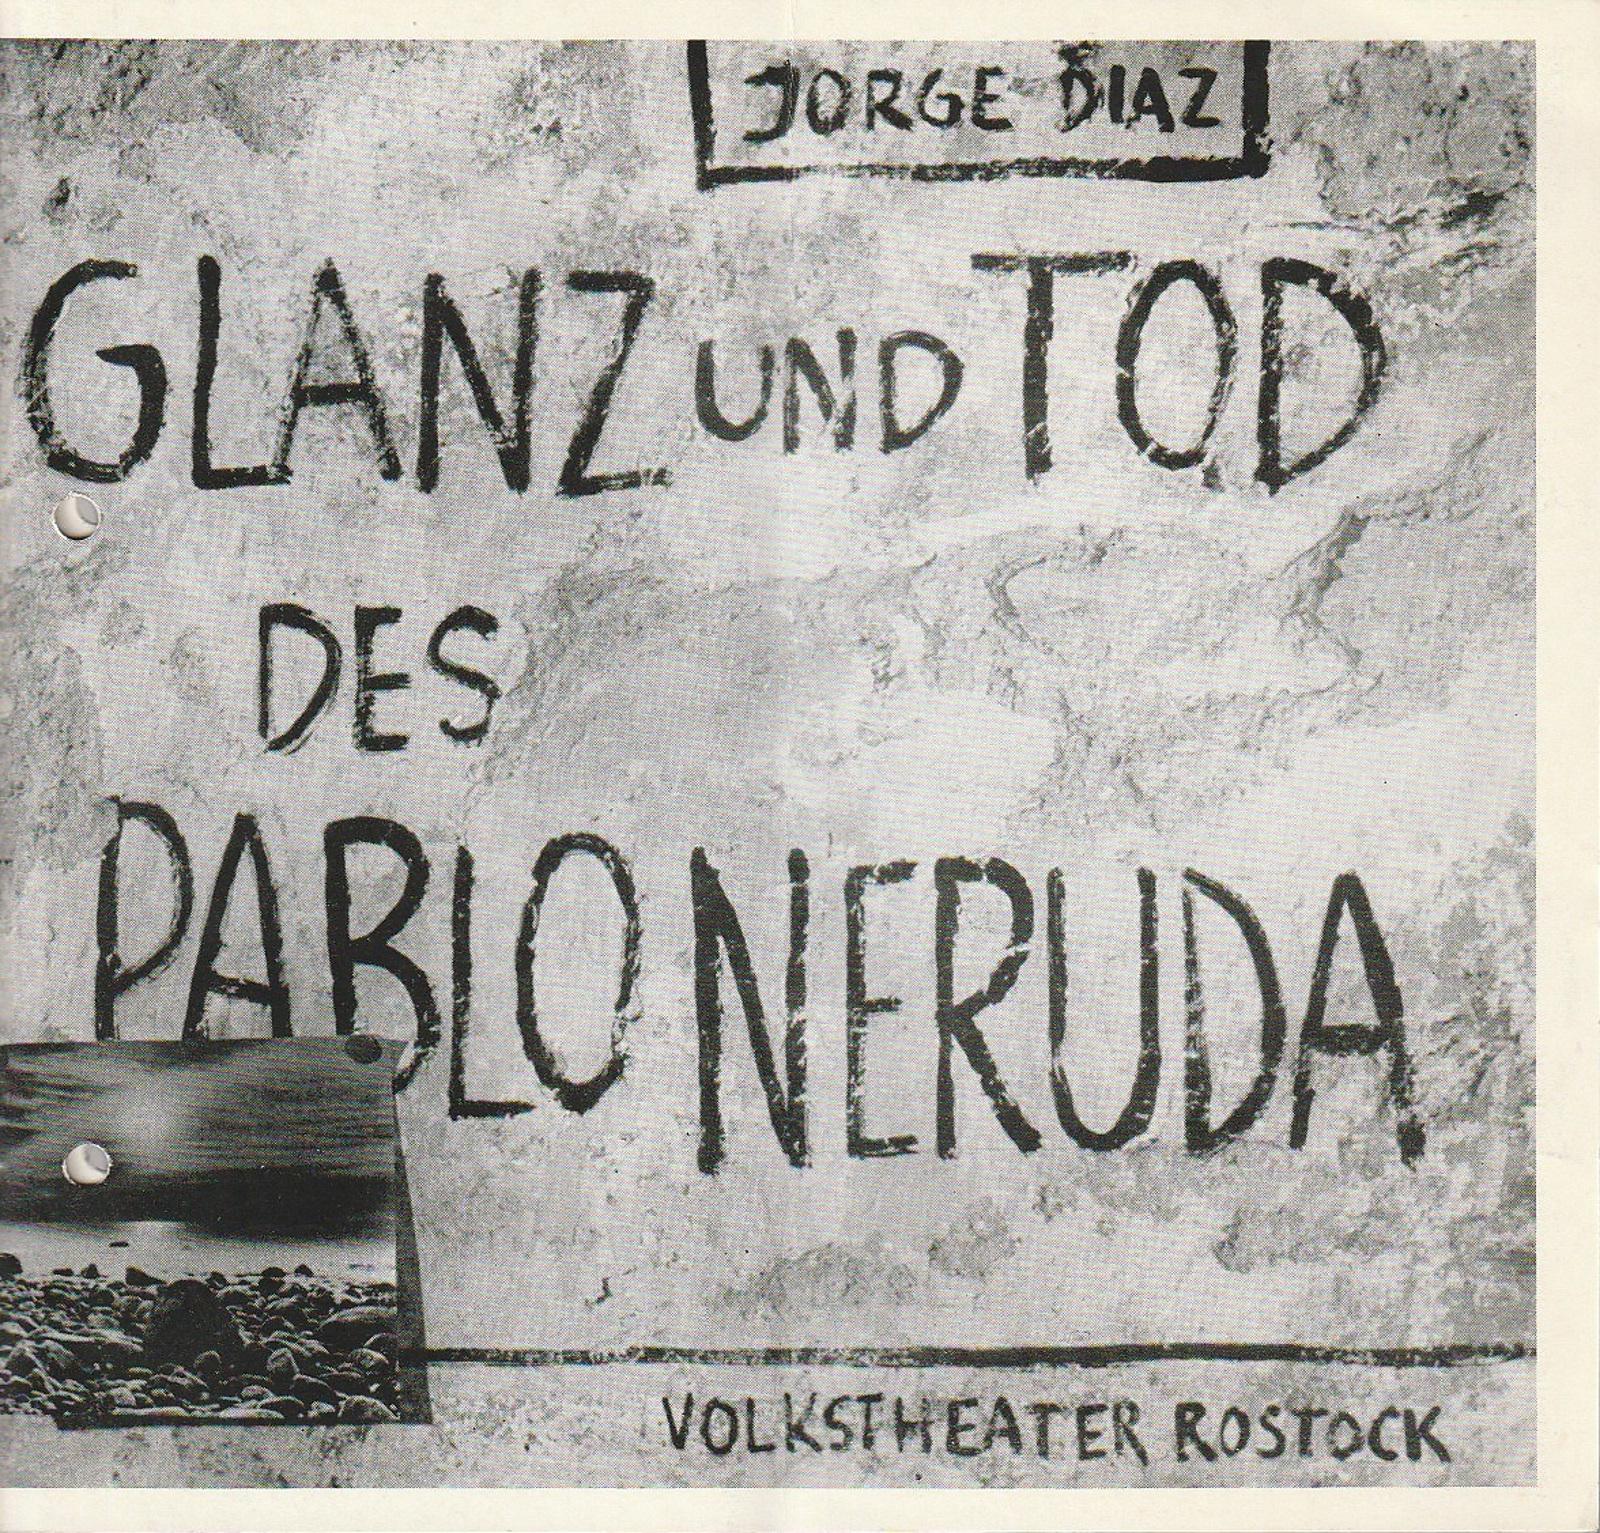 JORGE DIAZ
GLANZ UND TOD
DES
PABLO NERUDA
VOLKSTHEATER ROSTOCK